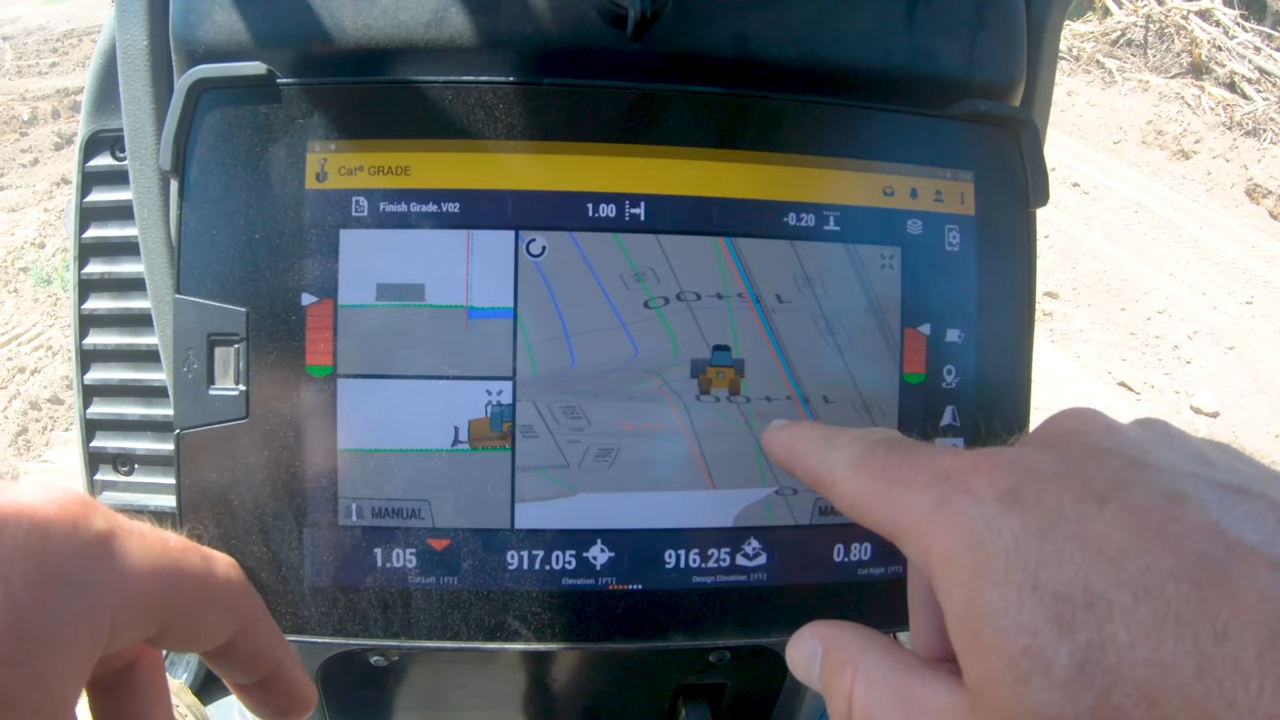 Cat® GRADE
Finish Grade.V02
1.00
-0.20
MANUAL
1.05
Cut Left [FT]
917.05
Elevation [FT]
916.25
Design Elevation [FT]
0.80
Cut Right [FT]